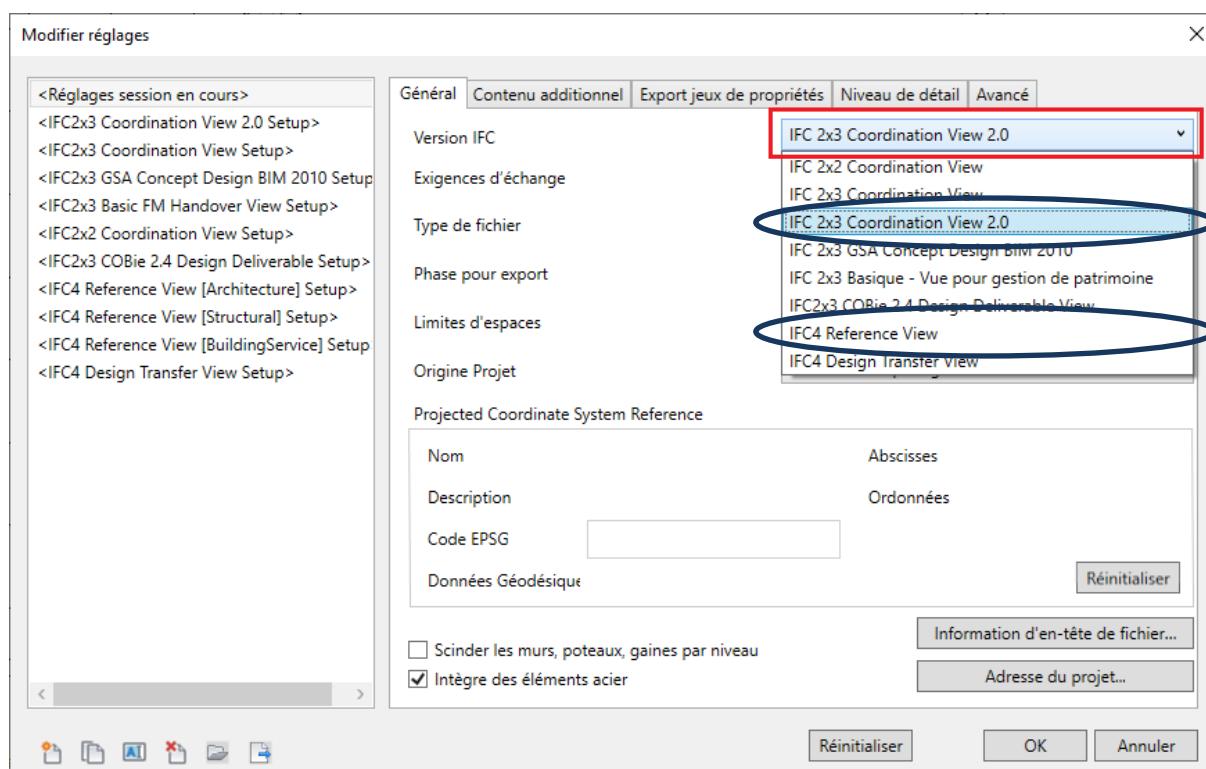 Modifier réglages
<Réglages session en cours>
<IFC2x3 Coordination View 2.0 Setup>
<IFC2x3 Coordination View Setup>
<IFC2x3 GSA Concept Design BIM 2010 Setup
<IFC2x3 Basic FM Handover View Setup>
<IFC2x2 Coordination View Setup>
<IFC2x3 COBie 2.4 Design Deliverable Setup>
<IFC4 Reference View [Architecture] Setup>
<IFC4 Reference View [Structural] Setup>
<IFC4 Reference View [BuildingService] Setup
<IFC4 Design Transfer View Setup>
Général Contenu additionnel Export jeux de propriétés Niveau de détail Avancé
Version IFC
IFC 2x3 Coordination View 2.0
IFC 2x2 Coordination View
IFC 2x3 Coordination View
IFC 2x3 Coordination View 2.0
IFC 2x3 GSA Concept Design BIM 2010
IFC 2x3 Basique - Vue pour gestion de patrimoine
IFC2x3 COBie 2.4 Design Deliverable View
IFC4 Reference View
IFC4 Design Transfer View
Exigences d'échange
Type de fichier
Phase pour export
Limites d'espaces
Origine Projet
Projected Coordinate System Reference
Nom
Abscisses
Description
Ordonnées
Code EPSG
Données Géodésique
Réinitialiser
Information d'en-tête de fichier...
Scinder les murs, poteaux, gaines par niveau
Intègre des éléments acier
Adresse du projet...
Réinitialiser
OK
Annuler